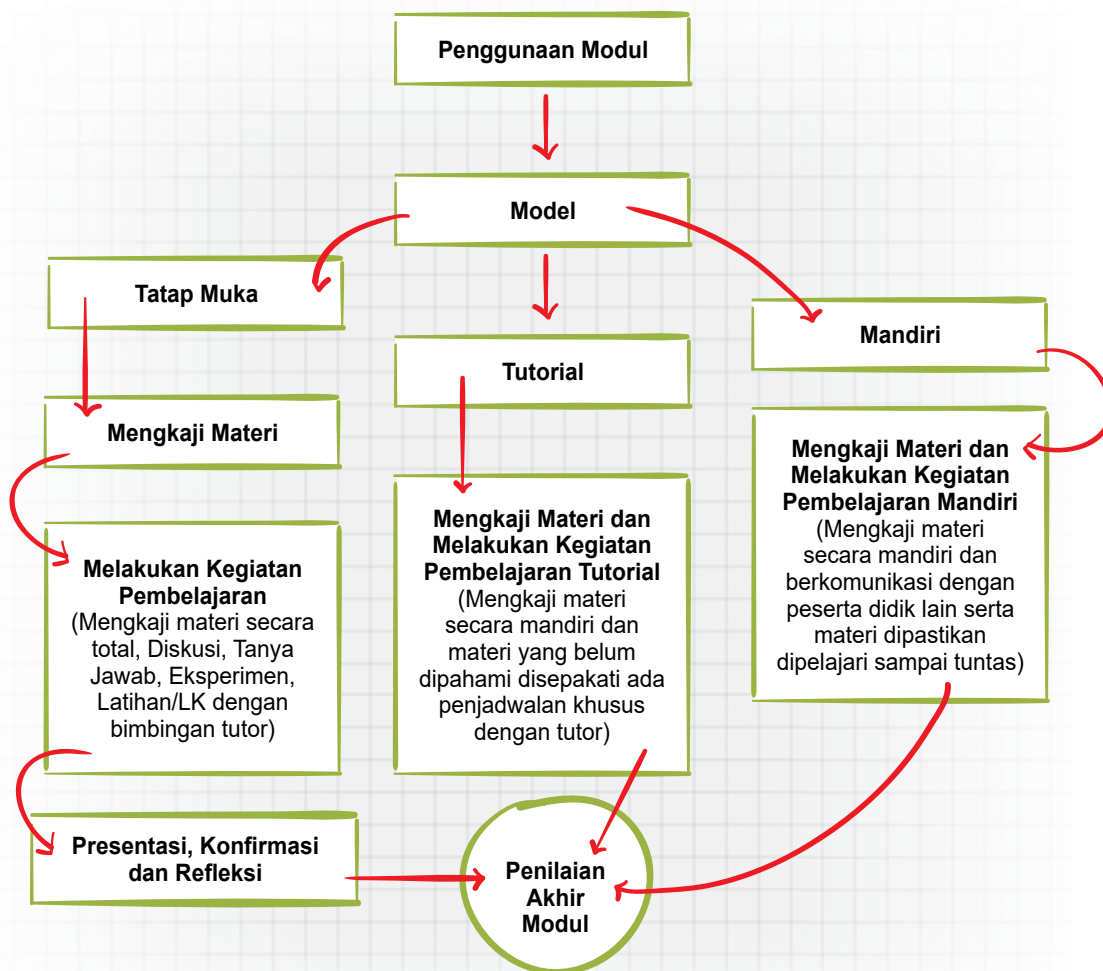 Penggunaan Modul
Model
Tatap Muka
Mengkaji Materi
Melakukan Kegiatan
Pembelajaran
(Mengkaji materi secara
total, Diskusi, Tanya
Jawab, Eksperimen,
Latihan/LK dengan
bimbingan tutor)
Presentasi, Konfirmasi
dan Refleksi
Tutorial
Mengkaji Materi dan
Melakukan Kegiatan
Pembelajaran Tutorial
(Mengkaji materi
secara mandiri dan
materi yang belum
dipahami disepakati ada
penjadwalan khusus
dengan tutor)
Mandiri
Mengkaji Materi dan
Melakukan Kegiatan
Pembelajaran Mandiri
(Mengkaji materi
secara mandiri dan
berkomunikasi dengan
peserta didik lain serta
materi dipastikan
dipelajari sampai tuntas)
Penilaian
Akhir
Modul